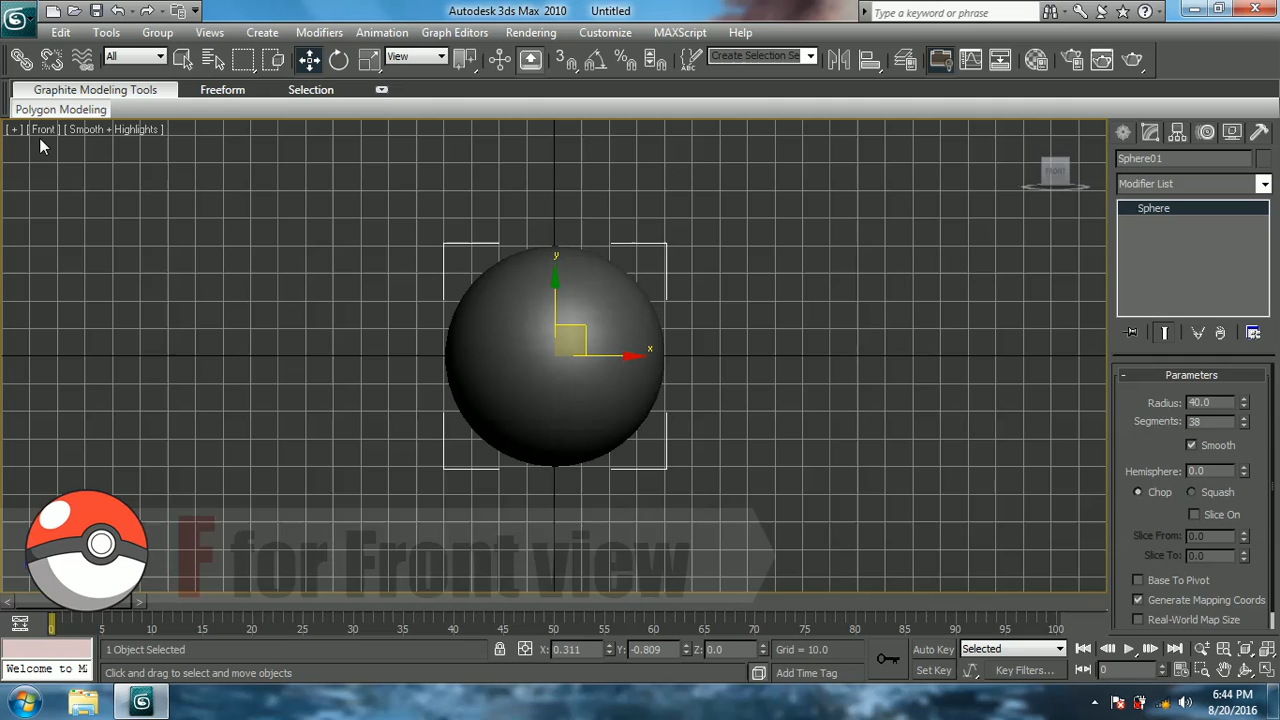 Autodesk 3ds Max 2010 Untitled
Type a keyword or phrase
Edit Tools Group Views Create Modifiers Animation Graph Editors Rendering Customize MAXScript Help
All View Create Selection Se
Graphite Modeling Tools Freeform Selection
Polygon Modeling
[ + ] [ Front ] [ Smooth + Highlights ]
FRONT
y
x
Sphere01
Modifier List
Sphere
- Parameters
Radius: 40.0
Segments: 38
Smooth
Hemisphere: 0.0
Chop Squash
Slice On
Slice From: 0.0
Slice To: 0.0
Base To Pivot
Generate Mapping Coords
Real-World Map Size
F for Front view
0 5 10 15 20 25 30 35 40 45 50 55 60 65 70 75 80 85 90 95 100
1 Object Selected X: 0.311 Y: -0.809 Z: 0.0 Grid = 10.0 Auto Key Selected
Welcome to M Click and drag to select and move objects Add Time Tag Set Key Key Filters... 0
6:44 PM
8/20/2016